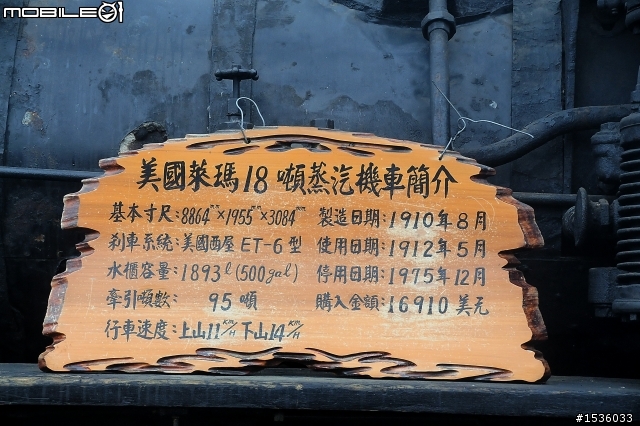 MOBILE01
美國萊瑪18噸蒸汽機車簡介
基本寸尺:8864mm×1955mm×3084mm
刹車系統:美國西屋ET-6型
水櫃容量:1893ℓ(500gal)
牽引噸數: 95噸
行車速度:上山11KM/H下山14KM/H
製造日期:1910年8月
使用日期:1912年5月
停用日期:1975年12月
購入金額:16910美元
#1536033